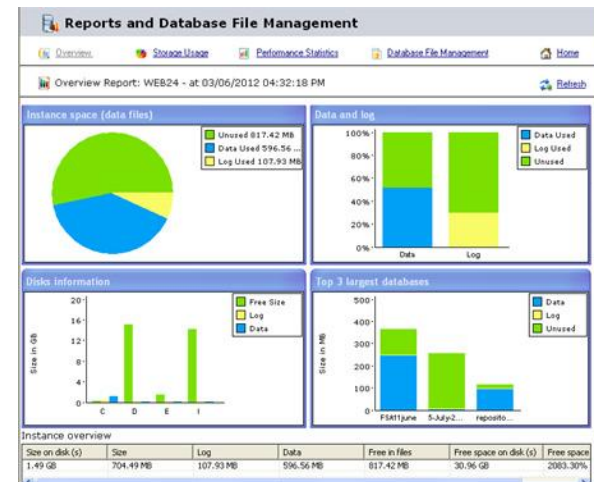 Reports and Database File Management
Overview Storage Usage Performance Statistics Database File Management Home
Overview Report: WEB24 - at 03/06/2012 04:32:18 PM Refresh
Instance space (data files)
Unused 817.42 MB
Data Used 596.56 ...
Log Used 107.93 MB
Data and log
100%
80%
60%
40%
20%
0%
Data Log
Data Used
Log Used
Unused
Disks information
Size in GB
20
16
12
8
4
0
C D E I
Free Size
Log
Data
Top 3 largest databases
Size in MB
500
400
300
200
100
0
FSA11june 5-July-2... reposito...
Data
Log
Unused
Instance overview
Size on disk (s) Size Log Data Free in files Free space on disk (s) Free space
1.49 GB 704.49 MB 107.93 MB 596.56 MB 817.42 MB 30.96 GB 2083.30%